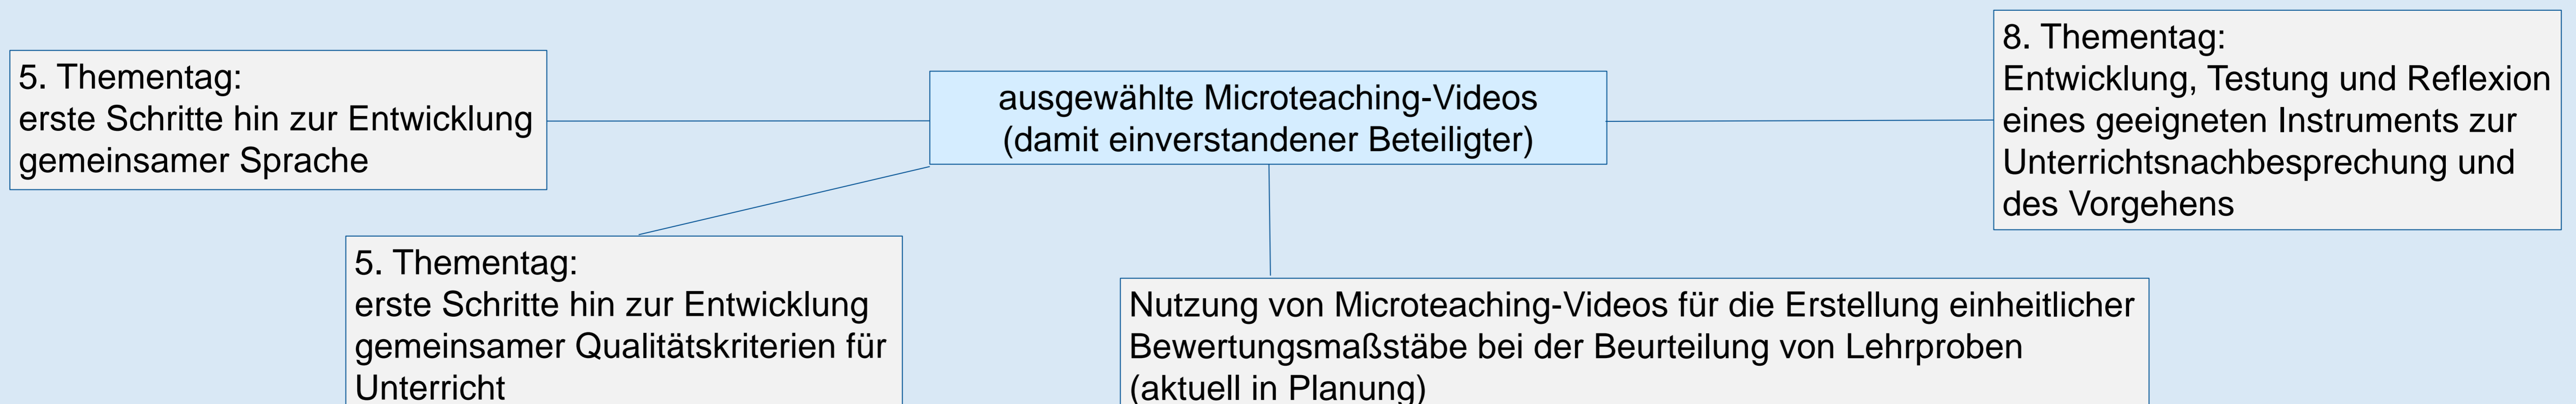 5. Thementag:
erste Schritte hin zur Entwicklung
gemeinsamer Sprache
ausgewählte Microteaching-Videos
(damit einverstandener Beteiligter)
8. Thementag:
Entwicklung, Testung und Reflexion
eines geeigneten Instruments zur
Unterrichtsnachbesprechung und
des Vorgehens
5. Thementag:
erste Schritte hin zur Entwicklung
gemeinsamer Qualitätskriterien für
Unterricht
Nutzung von Microteaching-Videos für die Erstellung einheitlicher
Bewertungsmaßstäbe bei der Beurteilung von Lehrproben
(aktuell in Planung)